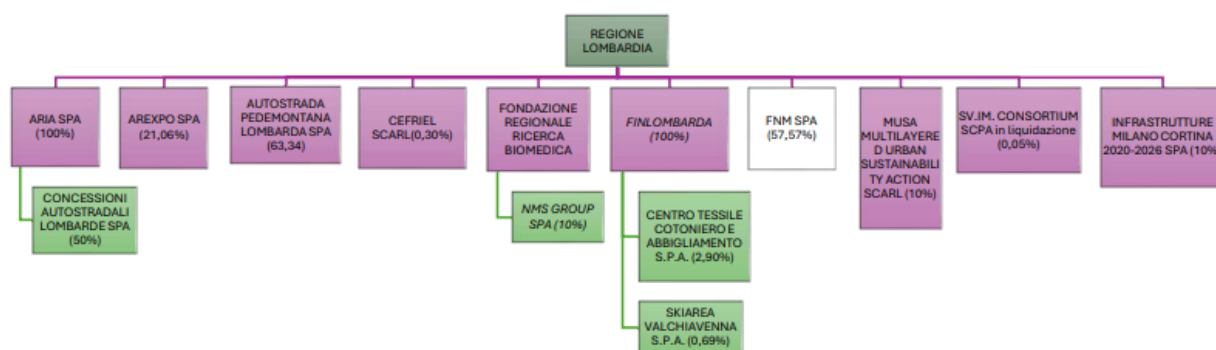 REGIONE
LOMBARDIA
ARIA SPA
(100%)
AREXPO SPA
(21,06%)
AUTOSTRADA
PEDEMONTANA
LOMBARDA SPA
(63,34)
CEFRIEL
SCARL(0,30%)
FONDAZIONE
REGIONALE
RICERCA
BIOMEDICA
FINLOMBARDA
(100%)
FNM SPA
(57,57%)
MUSA
MULTILAYERE
D URBAN
SUSTAINABILI
TY ACTION
SCARL (10%)
SV.IM. CONSORTIUM
SCPA in liquidazione
(0,05%)
INFRASTRUTTURE
MILANO CORTINA
2020-2026 SPA (10%
CONCESSIONI
AUTOSTRADALI
LOMBARDE SPA
(50%)
NMS GROUP
SPA (10%)
CENTRO TESSILE
COTONIERO E
ABBIGLIAMENTO
S.P.A. (2,90%)
SKIAREA
VALCHIAVENNA
S.P.A. (0,69%)